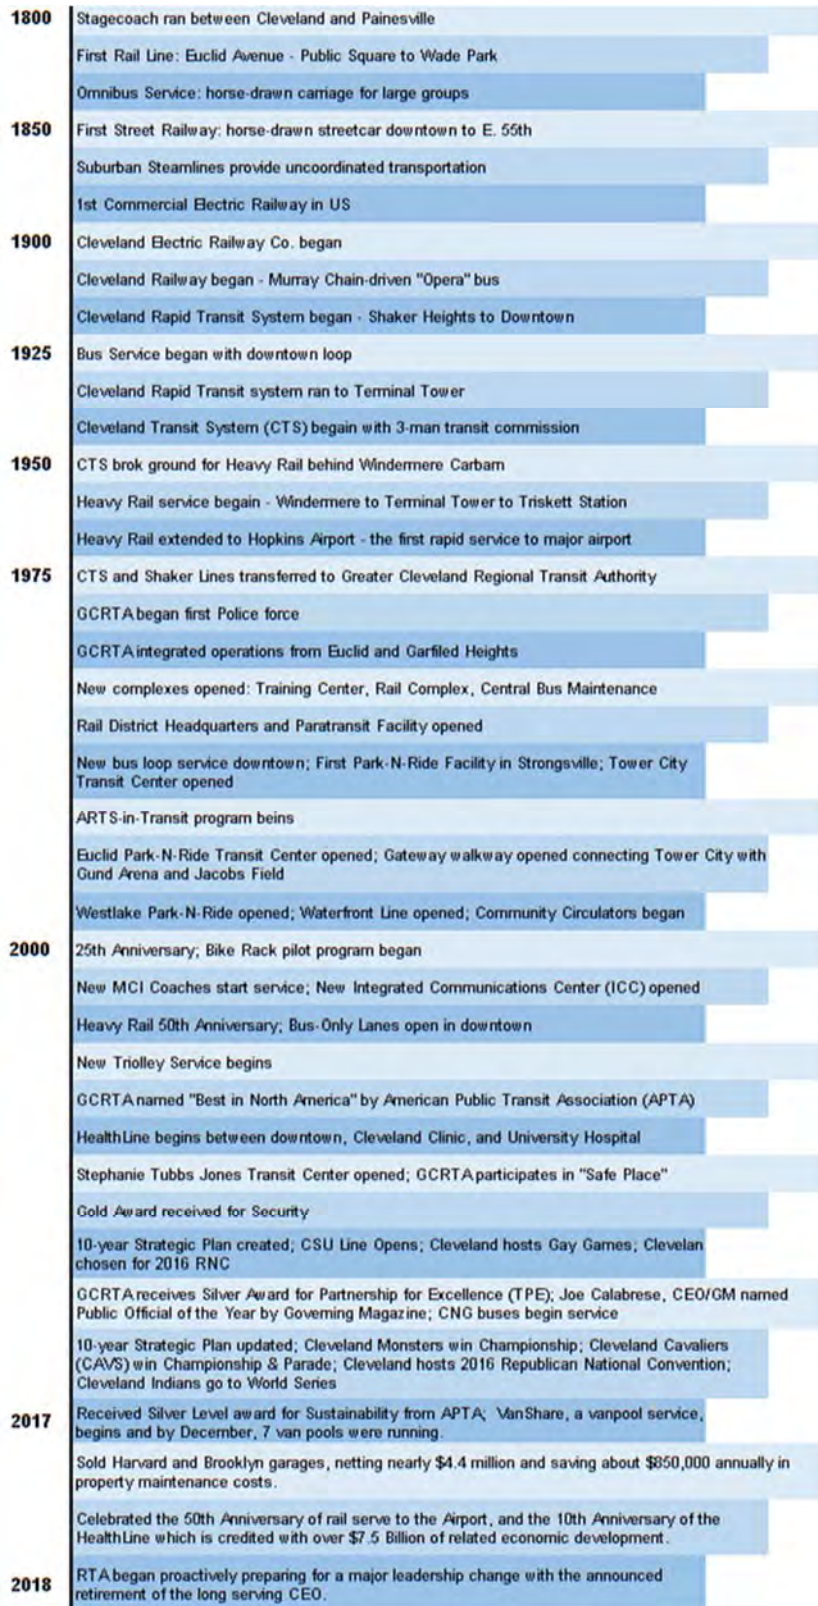 1800 Stagecoach ran between Cleveland and Painesville
First Rail Line: Euclid Avenue - Public Square to Wade Park
Omnibus Service: horse-drawn carriage for large groups
1850 First Street Railway: horse-drawn streetcar downtown to E. 55th
Suburban Steamlines provide uncoordinated transportation
1st Commercial Electric Railway in US
1900 Cleveland Electric Railway Co. began
Cleveland Railway began - Murray Chain-driven "Opera" bus
Cleveland Rapid Transit System began - Shaker Heights to Downtown
1925 Bus Service began with downtown loop
Cleveland Rapid Transit system ran to Terminal Tower
Cleveland Transit System (CTS) begain with 3-man transit commission
1950 CTS brok ground for Heavy Rail behind Windermere Carbarn
Heavy Rail service begain - Windermere to Terminal Tower to Triskett Station
Heavy Rail extended to Hopkins Airport - the first rapid service to major airport
1975 CTS and Shaker Lines transferred to Greater Cleveland Regional Transit Authority
GCRTA began first Police force
GCRTA integrated operations from Euclid and Garfiled Heights
New complexes opened: Training Center, Rail Complex, Central Bus Maintenance
Rail District Headquarters and Paratransit Facility opened
New bus loop service downtown; First Park-N-Ride Facility in Strongsville; Tower City
Transit Center opened
ARTS-in-Transit program beins
Euclid Park-N-Ride Transit Center opened; Gateway walkway opened connecting Tower City with
Gund Arena and Jacobs Field
Westlake Park-N-Ride opened; Waterfront Line opened; Community Circulators began
2000 25th Anniversary; Bike Rack pilot program began
New MCI Coaches start service; New Integrated Communications Center (ICC) opened
Heavy Rail 50th Anniversary; Bus-Only Lanes open in downtown
New Triolley Service begins
GCRTA named "Best in North America" by American Public Transit Association (APTA)
HealthLine begins between downtown, Cleveland Clinic, and University Hospital
Stephanie Tubbs Jones Transit Center opened; GCRTA participates in "Safe Place"
Gold Award received for Security
10-year Strategic Plan created; CSU Line Opens; Cleveland hosts Gay Games; Clevelan
chosen for 2016 RNC
GCRTA receives Silver Award for Partnership for Excellence (TPE); Joe Calabrese, CEO/GM named
Public Official of the Year by Governing Magazine; CNG buses begin service
10-year Strategic Plan updated; Cleveland Monsters win Championship; Cleveland Cavaliers
(CAVS) win Championship & Parade; Cleveland hosts 2016 Republican National Convention;
Cleveland Indians go to World Series
2017 Received Silver Level award for Sustainability from APTA; VanShare, a vanpool service,
begins and by December, 7 van pools were running.
Sold Harvard and Brooklyn garages, netting nearly $4.4 million and saving about $850,000 annually in
property maintenance costs.
Celebrated the 50th Anniversary of rail serve to the Airport, and the 10th Anniversary of the
HealthLine which is credited with over $7.5 Billion of related economic development.
2018 RTA began proactively preparing for a major leadership change with the announced
retirement of the long serving CEO.